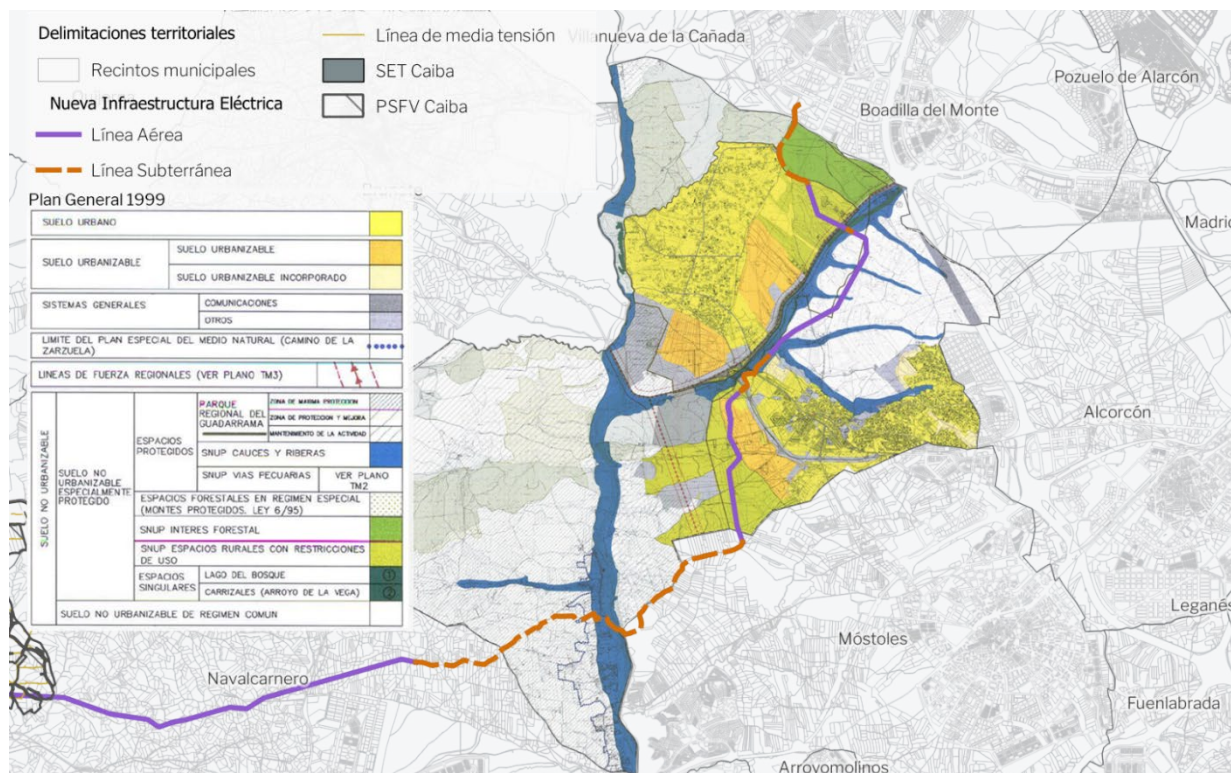 Delimitaciones territoriales
Recintos municipales
Nueva Infraestructura Eléctrica
Línea Aérea
Linea Subterránea
Línea de media tensión
SET Caiba
PSFV Caiba
Plan General 1999
SUELO URBANO
SUELO URBANIZABLE
SUELO URBANIZABLE
SUELO URBANIZABLE INCORPORADO
SISTEMAS GENERALES
COMUNICACIONES
OTROS
LIMITE DEL PLAN ESPECIAL DEL MEDIO NATURAL (CAMINO DE LA
ZARZUELA)
LINEAS DE FUERZA REGIONALES (VER PLANO TM3)
SUELO NO URBANIZABLE
SUELO NO
URBANIZABLE
ESPECIALMENTE
PROTEGIDO
ESPACIOS
PROTEGIDOS
PARQUE
REGIONAL DEL
GUADARRAMA
ZONA DE MAXIMA PROTECCION
ZONA DE PROTECCION Y MEJORA
MANTENIMIENTO DE LA ACTIVIDAD
SNUP CAUCES Y RIBERAS
SNUP VIAS PECUARIAS
VER PLANO
TM2
ESPACIOS FORESTALES EN REGIMEN ESPECIAL
(MONTES PROTEGIDOS. LEY 6/95)
SNUP INTERES FORESTAL
SNUP ESPACIOS RURALES CON RESTRICCIONES
DE USO
ESPACIOS
SINGULARES
LAGO DEL BOSQUE
CARRIZALES (ARROYO DE LA VEGA)
SUELO NO URBANIZABLE DE REGIMEN COMUN
Villanueva de la Cañada
Pozuelo de Alarcón
Boadilla del Monte
Madrid
Alcorcón
Leganés
Móstoles
Navalcarnero
Fuenlabrada
Arroyomolinos